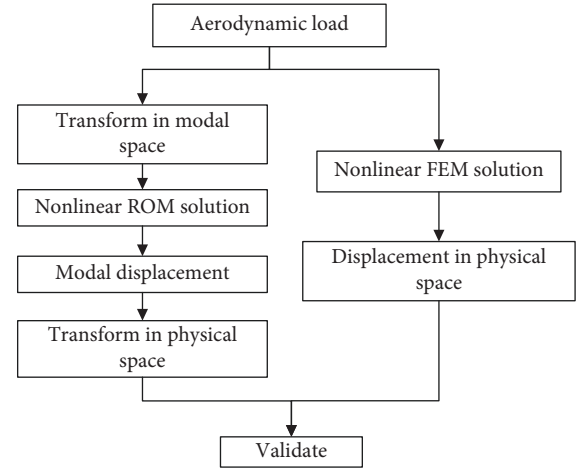 Aerodynamic load
Transform in modal
space
Nonlinear ROM solution
Modal displacement
Transform in physical
space
Nonlinear FEM solution
Displacement in physical
space
Validate